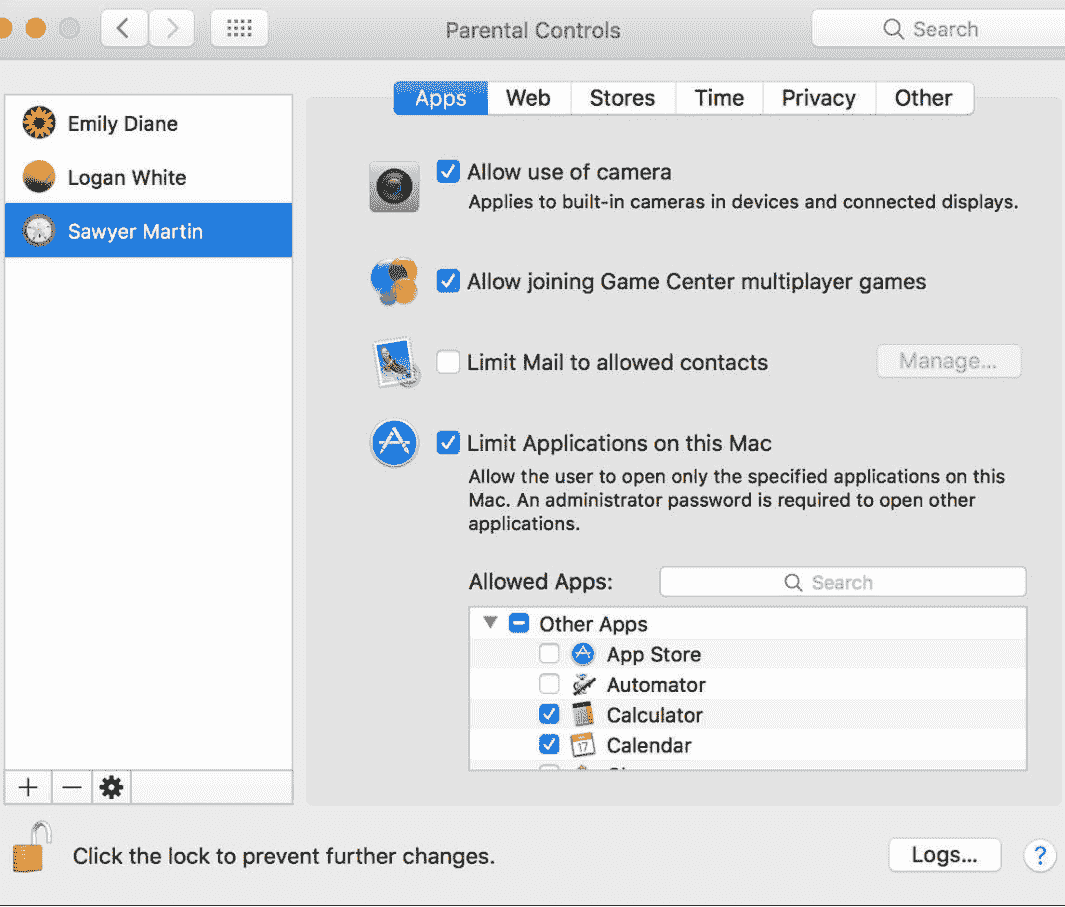 Parental Controls
Search
Apps
Web
Stores
Time
Privacy
Other
Emily Diane
Logan White
Sawyer Martin
Allow use of camera
Applies to built-in cameras in devices and connected displays.
Allow joining Game Center multiplayer games
Limit Mail to allowed contacts
Manage...
Limit Applications on this Mac
Allow the user to open only the specified applications on this
Mac. An administrator password is required to open other
applications.
Allowed Apps:
Search
Other Apps
App Store
Automator
Calculator
17
Calendar
Click the lock to prevent further changes.
Logs...
?